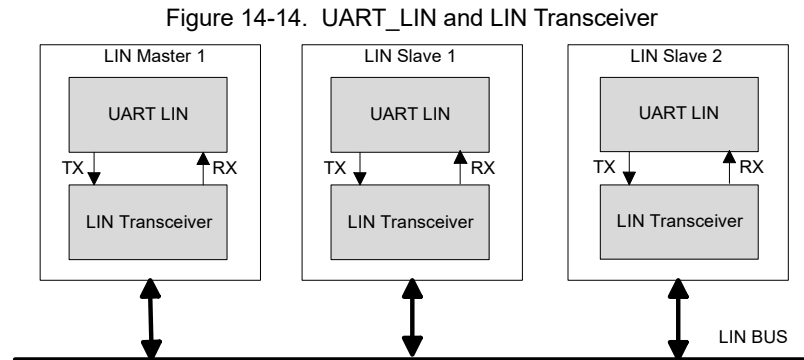 Figure 14-14. UART_LIN and LIN Transceiver
LIN Master 1
LIN Slave 1
LIN Slave 2
UART LIN
UART LIN
UART LIN
TX
RX
TX
RX
TX
RX
LIN Transceiver
LIN Transceiver
LIN Transceiver
LIN BUS